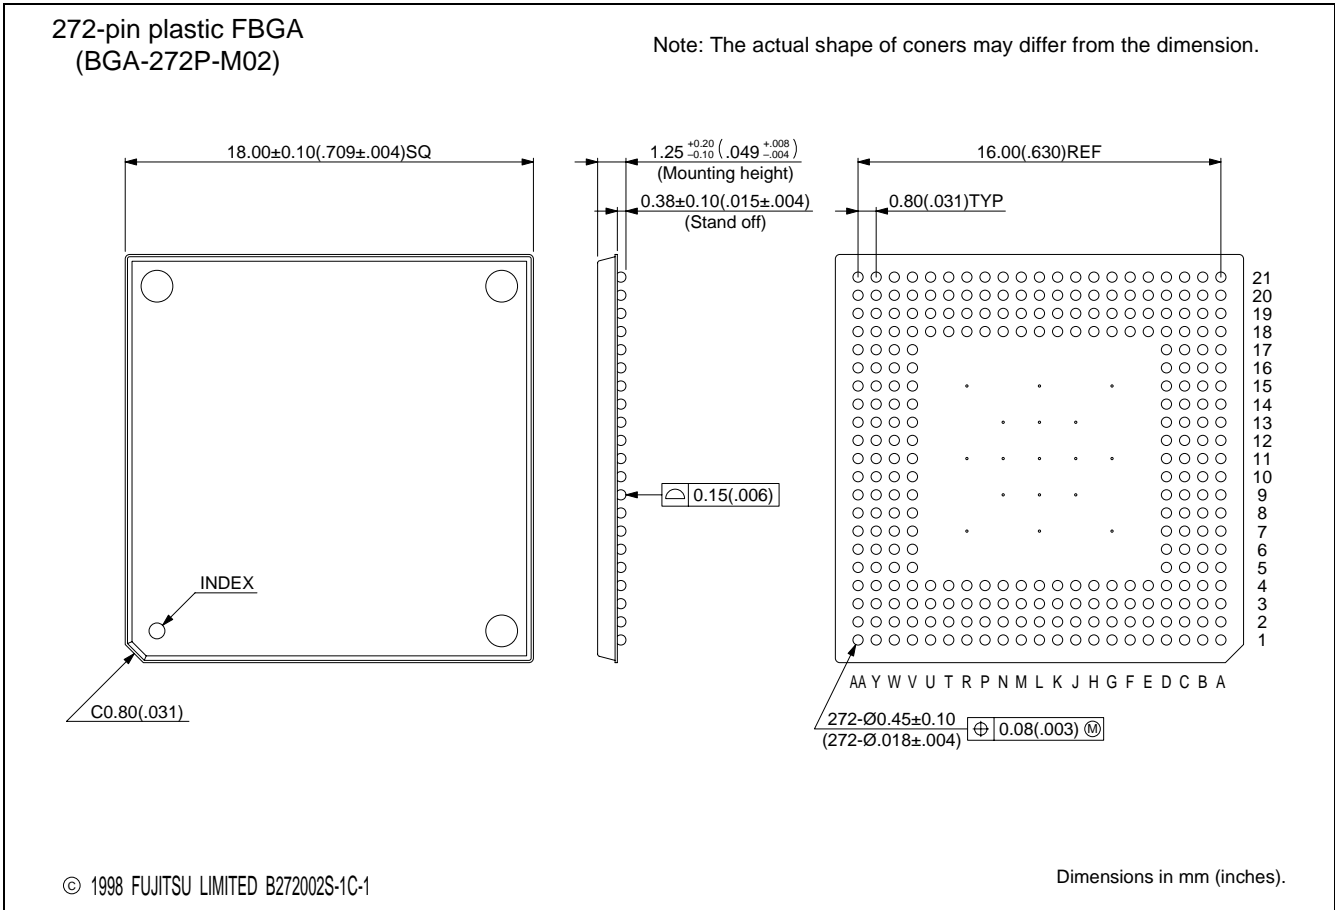 272-pin plastic FBGA
(BGA-272P-M02)
Note: The actual shape of coners may differ from the dimension.
18.00±0.10(.709±.004)SQ
1.25 +0.20 –0.10 (.049 +.008 –.004)
(Mounting height)
0.38±0.10(.015±.004)
(Stand off)
16.00(.630)REF
0.80(.031)TYP
21
20
19
18
17
16
15
14
13
12
11
10
9
8
7
6
5
4
3
2
1
0.15(.006)
INDEX
C0.80(.031)
AA Y W V U T R P N M L K J H G F E D C B A
272-Ø0.45±0.10
(272-Ø.018±.004)
0.08(.003) Ⓜ
© 1998 FUJITSU LIMITED B272002S-1C-1
Dimensions in mm (inches).